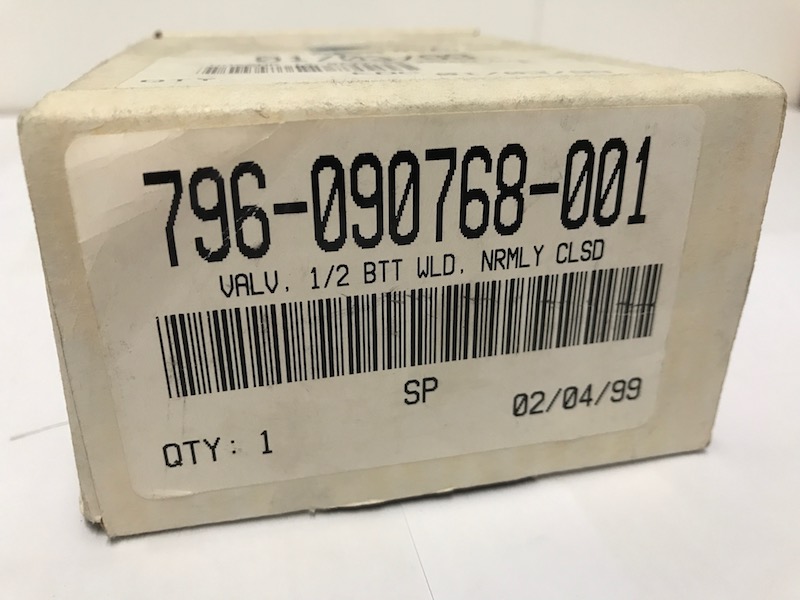 796-090768-001
VALV, 1/2 BTT WLD, NRMLY CLSD
SP
02/04/99
QTY: 1